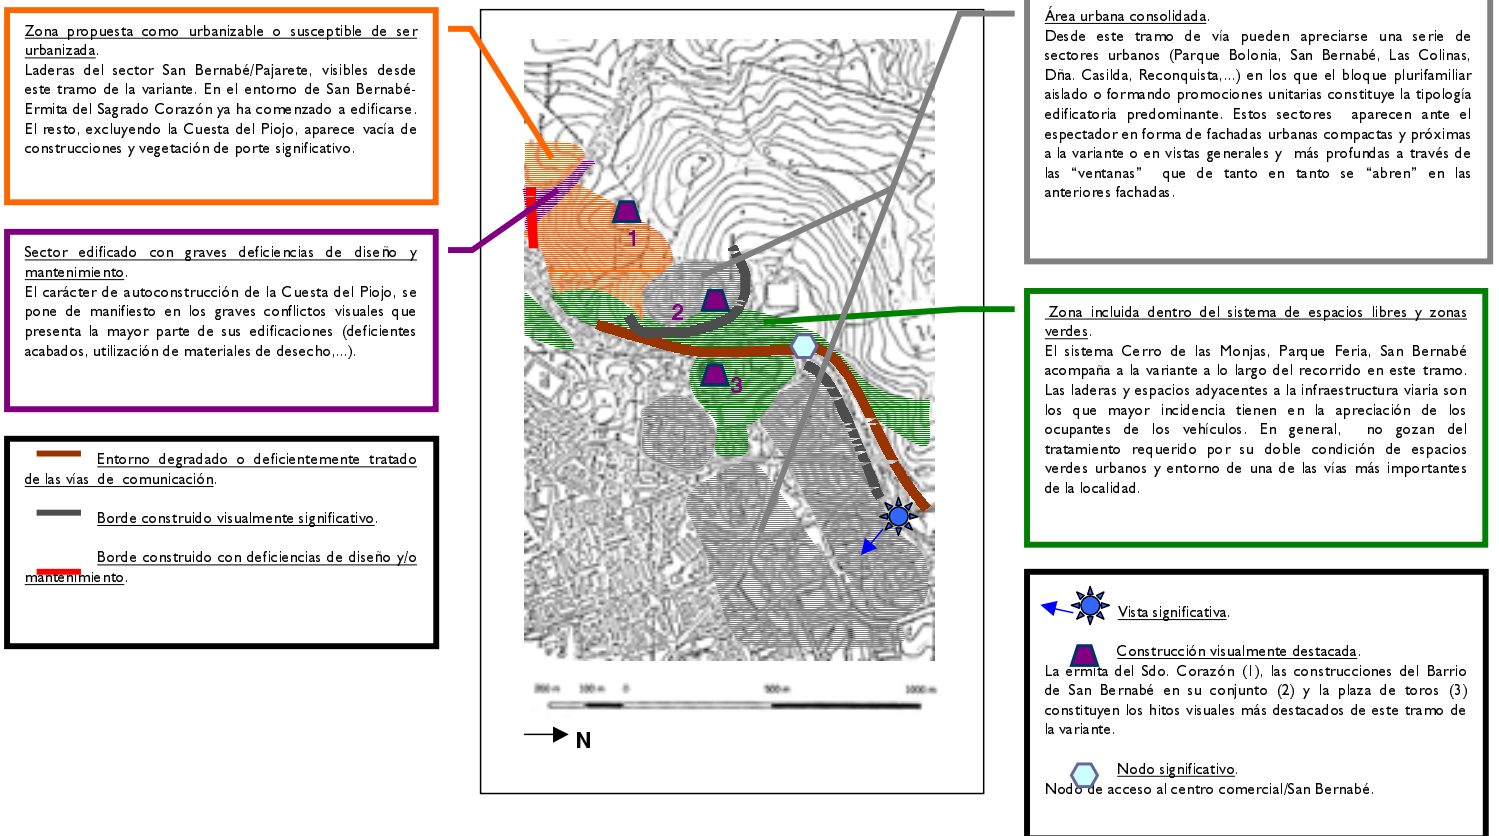 Zona propuesta como urbanizable o susceptible de ser
urbanizada.
Laderas del sector San Bernabé/Pajarete, visibles desde
este tramo de la variante. En el entorno de San Bernabé-
Ermita del Sagrado Corazón ya ha comenzado a edificarse.
El resto, excluyendo la Cuesta del Piojo, aparece vacía de
construcciones y vegetación de porte significativo.
Sector edificado con graves deficiencias de diseño y
mantenimiento.
El carácter de autoconstrucción de la Cuesta del Piojo, se
pone de manifiesto en los graves conflictos visuales que
presenta la mayor parte de sus edificaciones (deficientes
acabados, utilización de materiales de desecho,...).
Entorno degradado o deficientemente tratado
de las vías de comunicación.
Borde construido visualmente significativo.
Borde construido con deficiencias de diseño y/o
mantenimiento.
1
2
3
200 m 100 m 0 500 m 1000 m
N
Área urbana consolidada.
Desde este tramo de vía pueden apreciarse una serie de
sectores urbanos (Parque Bolonia, San Bernabé, Las Colinas,
Dña. Casilda, Reconquista,...) en los que el bloque plurifamiliar
aislado o formando promociones unitarias constituye la tipología
edificatoria predominante. Estos sectores aparecen ante el
espectador en forma de fachadas urbanas compactas y próximas
a la variante o en vistas generales y más profundas a través de
las “ventanas” que de tanto en tanto se “abren” en las
anteriores fachadas.
Zona incluida dentro del sistema de espacios libres y zonas
verdes.
El sistema Cerro de las Monjas, Parque Feria, San Bernabé
acompaña a la variante a lo largo del recorrido en este tramo.
Las laderas y espacios adyacentes a la infraestructura viaria son
los que mayor incidencia tienen en la apreciación de los
ocupantes de los vehículos. En general, no gozan del
tratamiento requerido por su doble condición de espacios
verdes urbanos y entorno de una de las vías más importantes
de la localidad.
Vista significativa.
Construcción visualmente destacada.
La ermita del Sdo. Corazón (1), las construcciones del Barrio
de San Bernabé en su conjunto (2) y la plaza de toros (3)
constituyen los hitos visuales más destacados de este tramo de
la variante.
Nodo significativo.
Nodo de acceso al centro comercial/San Bernabé.